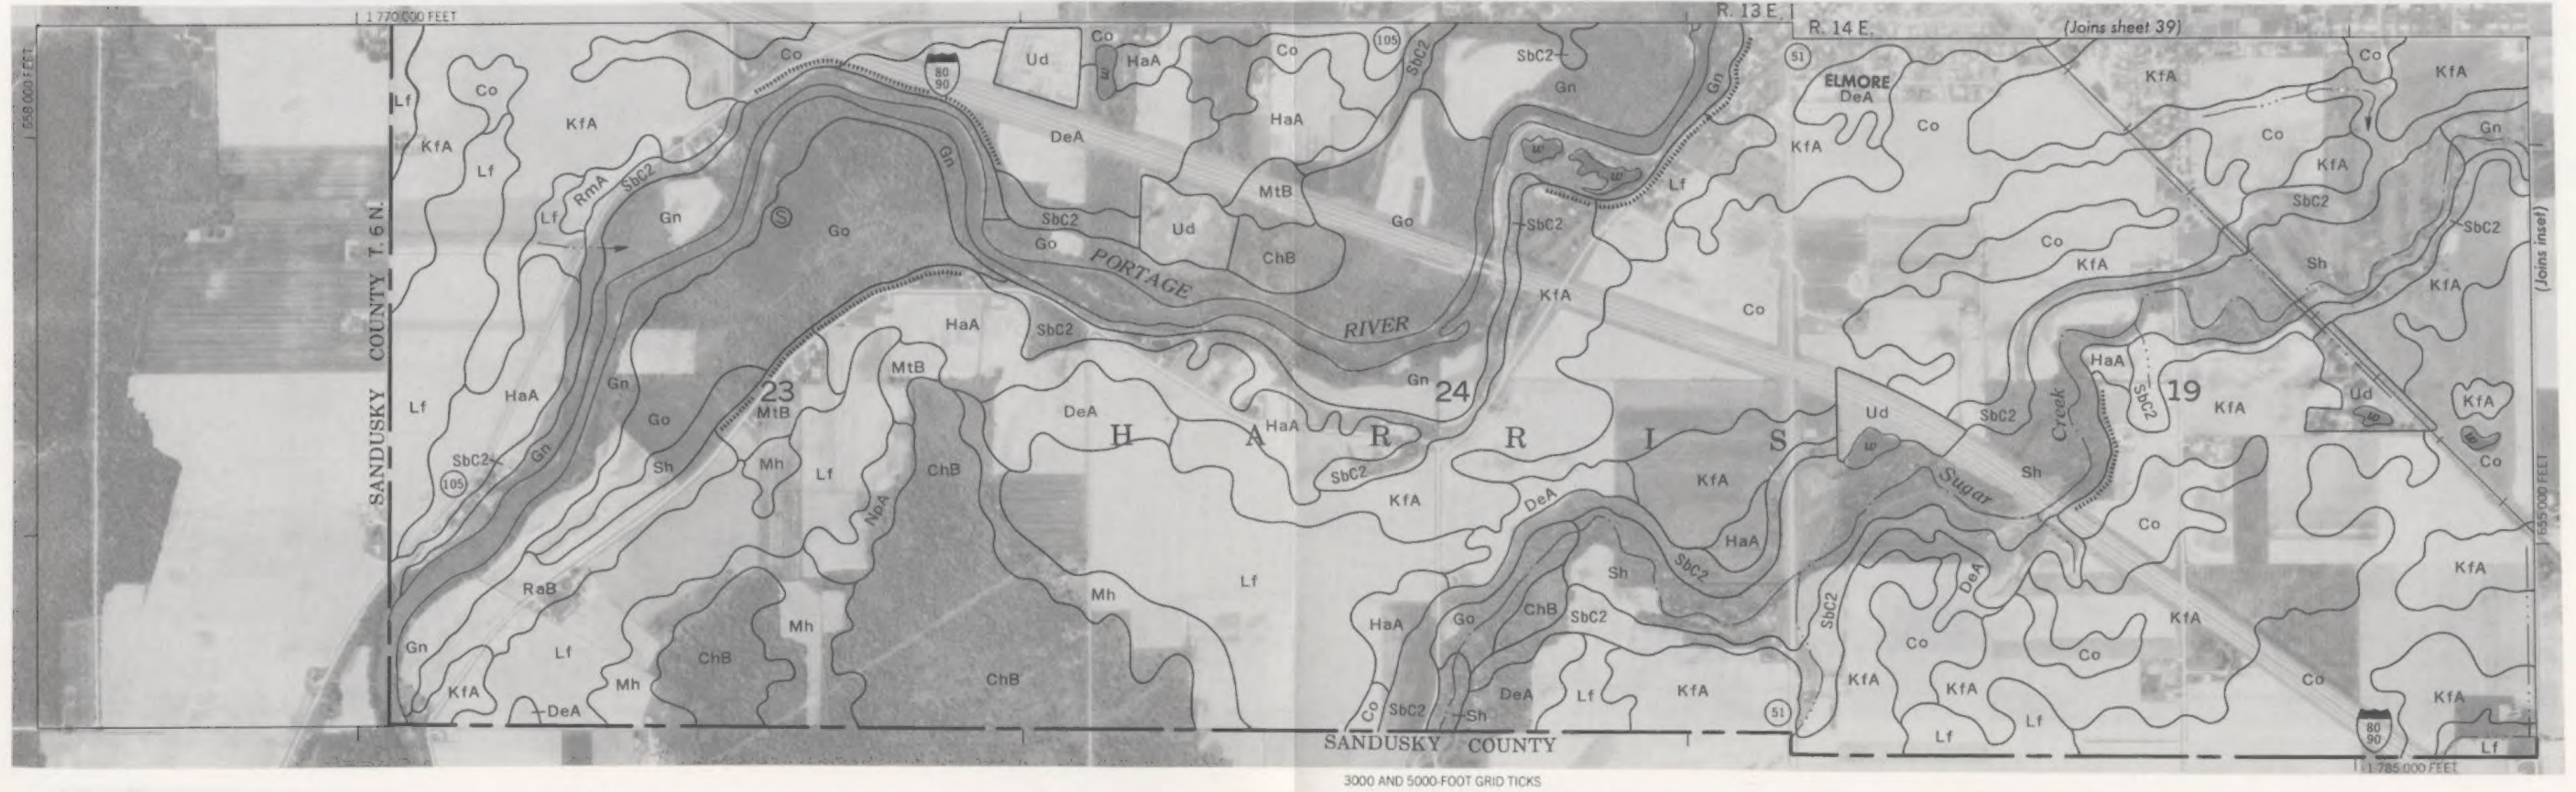 1 770 000 FEET
R. 13 E.
R. 14 E.
(Joins sheet 39)
658 000 FEET
SANDUSKY COUNTY T. 6 N.
Lf
Co
KfA
Co
80
90
Ud
Co
HaA
Co
105
SbC2
SbC2
Gn
Gn
51
ELMORE
DeA
KfA
Co
KfA
KfA
Lf
RmA
SbC2
Lf
Gn
S
Go
Gn
DeA
HaA
MtB
SbC2
Go
Ud
ChB
Go
w
w
Lf
SbC2
KfA
Co
KfA
Co
KfA
Co
KfA
SbC2
Gn
SbC2
Sh
KfA
(Joins inset)
PORTAGE
RIVER
KfA
Co
HaA
SbC2
Lf
HaA
Gn
Go
23
MtB
MtB
DeA
HaA
Gn
24
HARRIS
Ud
w
SbC2
Creek
HaA
SbC2
19
KfA
Ud
w
KfA
w
Co
SbC2
105
Gn
Sh
Mh
Lf
NpA
ChB
SbC2
KfA
DeA
KfA
HaA
SbC2
Sugar
Sh
Co
655 000 FEET
RaB
Mh
Lf
HaA
Go
ChB
Sh
SbC2
SbC2
DeA
Co
KfA
KfA
Gn
KfA
Lf
DeA
Mh
ChB
Mh
ChB
Co
SbC2
Sh
DeA
Lf
KfA
51
KfA
KfA
Co
Lf
Lf
Co
80
90
KfA
Lf
SANDUSKY COUNTY
1 785 000 FEET
3000 AND 5000-FOOT GRID TICKS